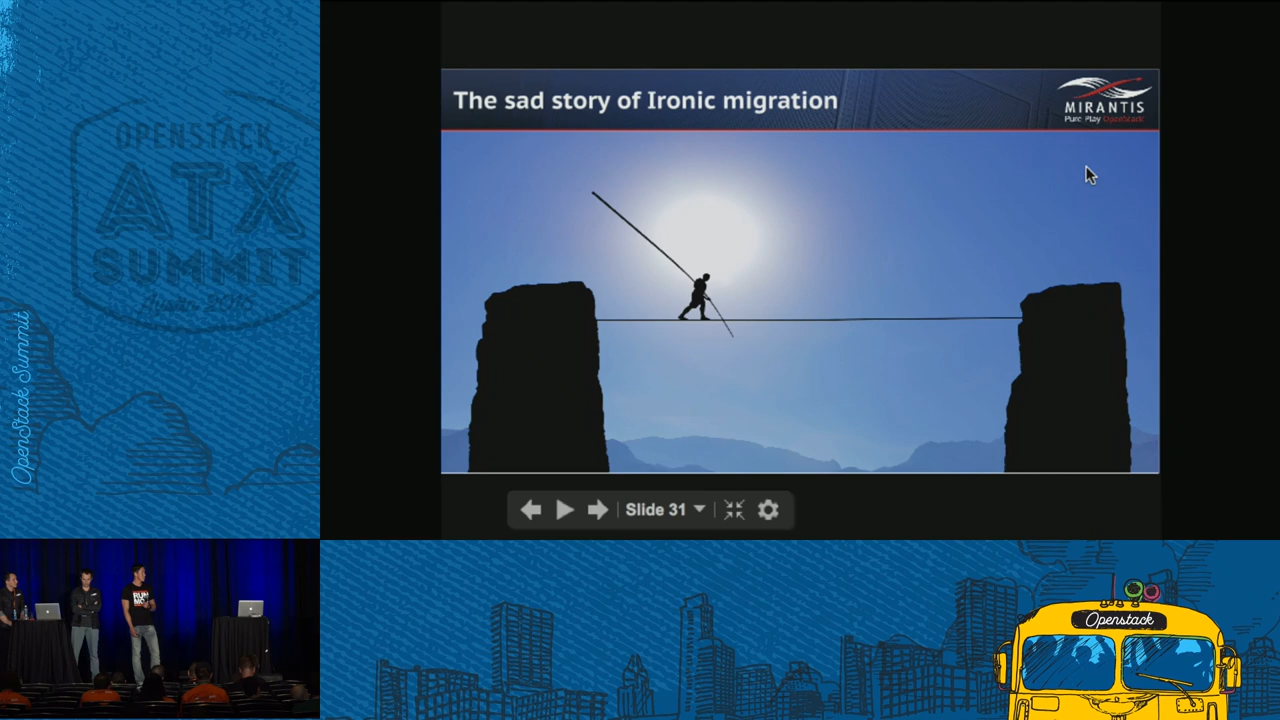 OPENSTACK
ATX
SUMMIT
Austin 2016
OpenStack Summit
The sad story of Ironic migration
MIRANTIS
Pure Play OpenStack
Slide 31
RUN
Openstack